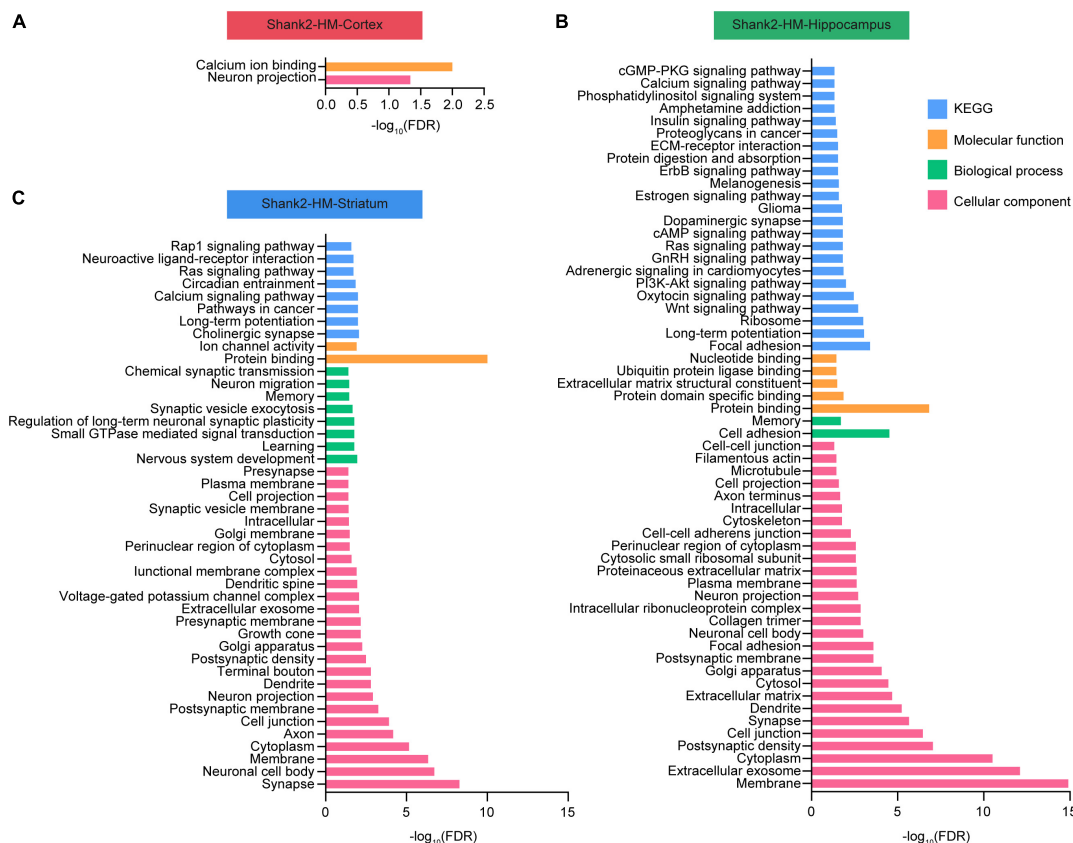 A
Shank2-HM-Cortex
Calcium ion binding
Neuron projection
0.0 0.5 1.0 1.5 2.0 2.5
-log10(FDR)
B
Shank2-HM-Hippocampus
cGMP-PKG signaling pathway
Calcium signaling pathway
Phosphatidylinositol signaling system
Amphetamine addiction
Insulin signaling pathway
Proteoglycans in cancer
ECM-receptor interaction
Protein digestion and absorption
ErbB signaling pathway
Melanogenesis
Estrogen signaling pathway
Glioma
Dopaminergic synapse
cAMP signaling pathway
Ras signaling pathway
GnRH signaling pathway
Adrenergic signaling in cardiomyocytes
PI3K-Akt signaling pathway
Oxytocin signaling pathway
Wnt signaling pathway
Ribosome
Long-term potentiation
Focal adhesion
Nucleotide binding
Ubiquitin protein ligase binding
Extracellular matrix structural constituent
Protein domain specific binding
Protein binding
Memory
Cell adhesion
Cell-cell junction
Filamentous actin
Microtubule
Cell projection
Axon terminus
Intracellular
Cytoskeleton
Cell-cell adherens junction
Perinuclear region of cytoplasm
Cytosolic small ribosomal subunit
Proteinaceous extracellular matrix
Plasma membrane
Neuron projection
Intracellular ribonucleoprotein complex
Collagen trimer
Neuronal cell body
Focal adhesion
Postsynaptic membrane
Golgi apparatus
Cytosol
Extracellular matrix
Dendrite
Synapse
Cell junction
Postsynaptic density
Cytoplasm
Extracellular exosome
Membrane
0 5 10 15
-log10(FDR)
KEGG
Molecular function
Biological process
Cellular component
C
Shank2-HM-Striatum
Rap1 signaling pathway
Neuroactive ligand-receptor interaction
Ras signaling pathway
Circadian entrainment
Calcium signaling pathway
Pathways in cancer
Long-term potentiation
Cholinergic synapse
Ion channel activity
Protein binding
Chemical synaptic transmission
Neuron migration
Memory
Synaptic vesicle exocytosis
Regulation of long-term neuronal synaptic plasticity
Small GTPase mediated signal transduction
Learning
Nervous system development
Presynapse
Plasma membrane
Cell projection
Synaptic vesicle membrane
Intracellular
Golgi membrane
Perinuclear region of cytoplasm
Cytosol
Iunctional membrane complex
Dendritic spine
Voltage-gated potassium channel complex
Extracellular exosome
Presynaptic membrane
Growth cone
Golgi apparatus
Postsynaptic density
Terminal bouton
Dendrite
Neuron projection
Postsynaptic membrane
Cell junction
Axon
Cytoplasm
Membrane
Neuronal cell body
Synapse
0 5 10 15
-log10(FDR)